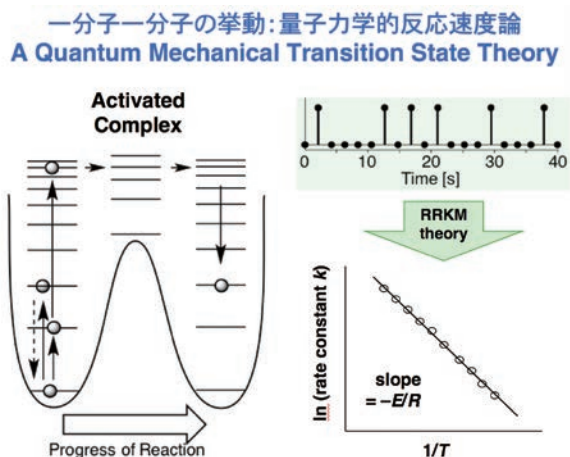 一分子一分子の挙動:量子力学的反応速度論
A Quantum Mechanical Transition State Theory
Activated
Complex
Progress of Reaction
0 10 20 30 40
Time [s]
RRKM
theory
ln (rate constant k)
slope
= –E/R
1/T